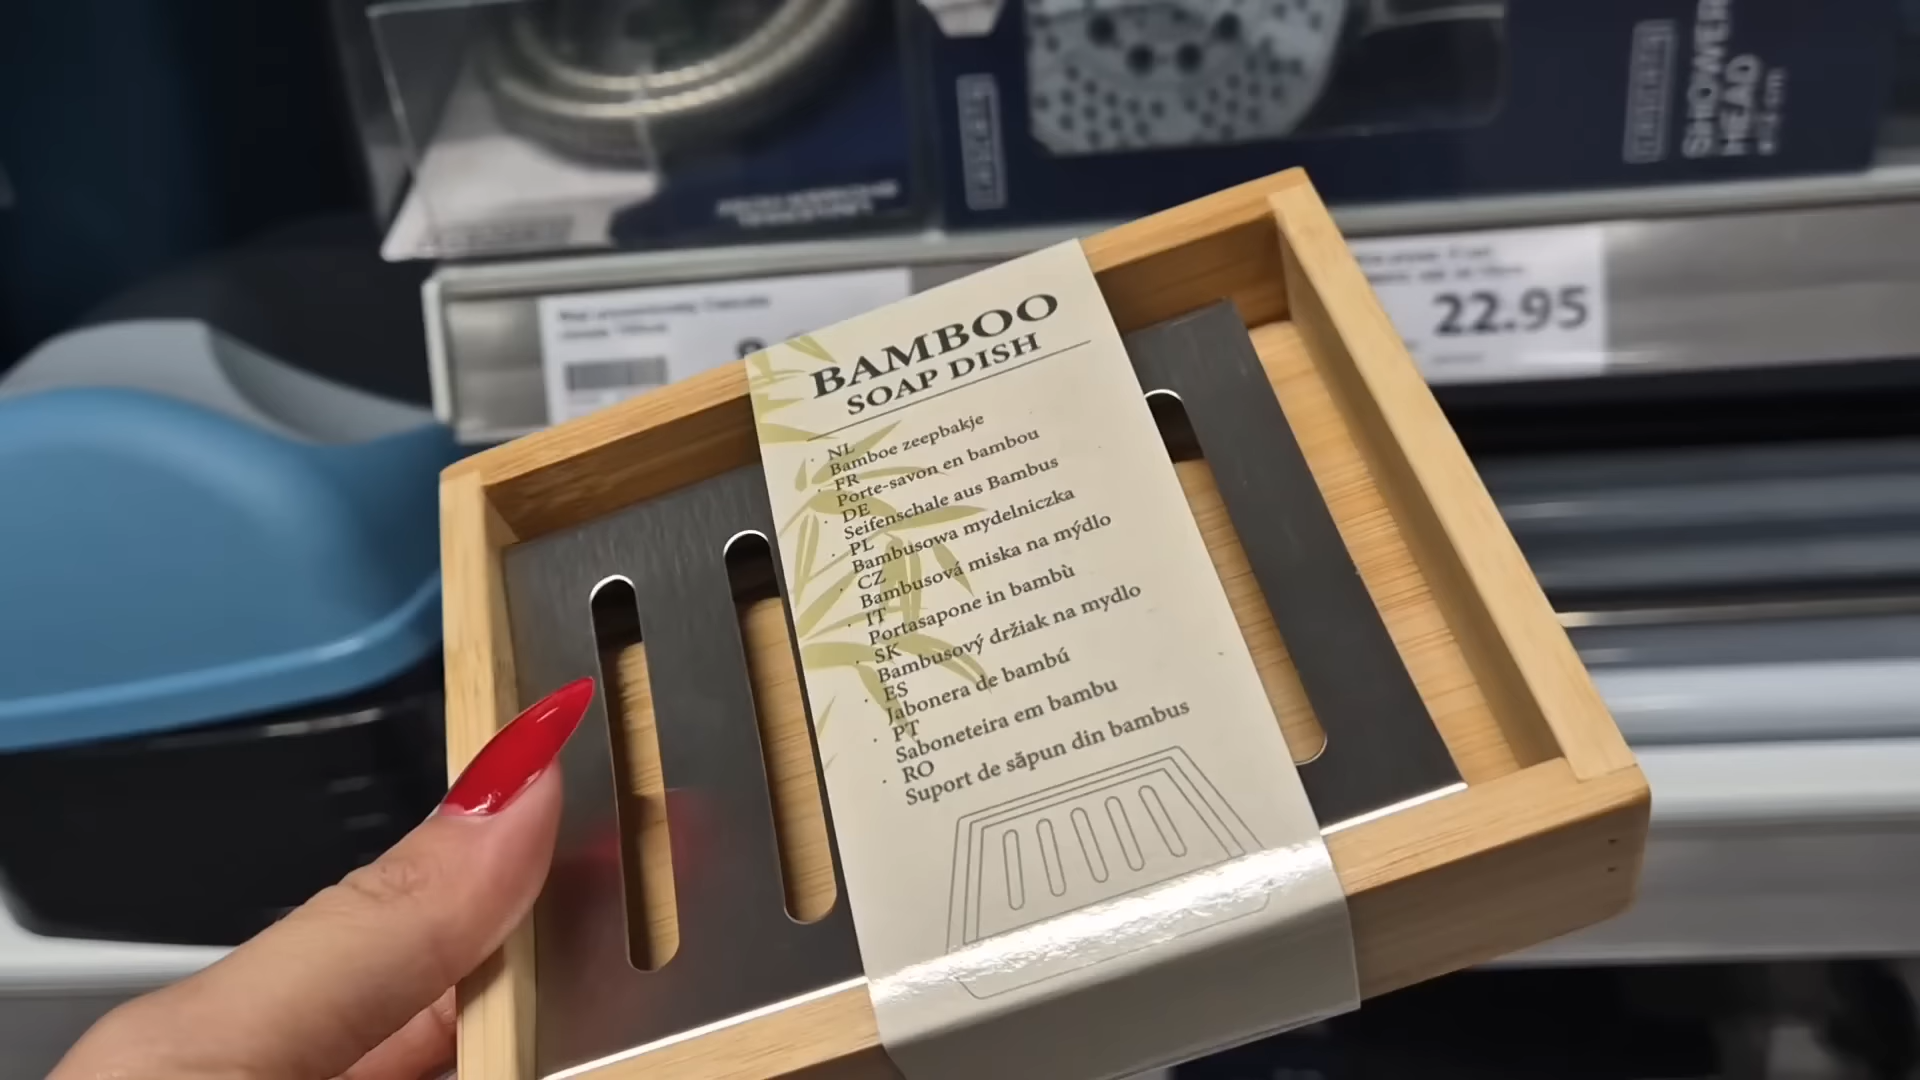 SHOWER
HEAD
22.95
BAMBOO
SOAP DISH
· NL
Bamboe zeepbakje
· FR
Porte-savon en bambou
· DE
Seifenschale aus Bambus
· PL
Bambusowa mydelniczka
· CZ
Bambusová miska na mýdlo
· IT
Portasapone in bambù
· SK
Bambusový držiak na mydlo
· ES
Jabonera de bambú
· PT
Saboneteira em bambu
· RO
Suport de săpun din bambus